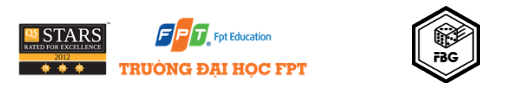 QS STARS
RATED FOR EXCELLENCE
2012
FPT Fpt Education
TRƯỜNG ĐẠI HỌC FPT
FBG